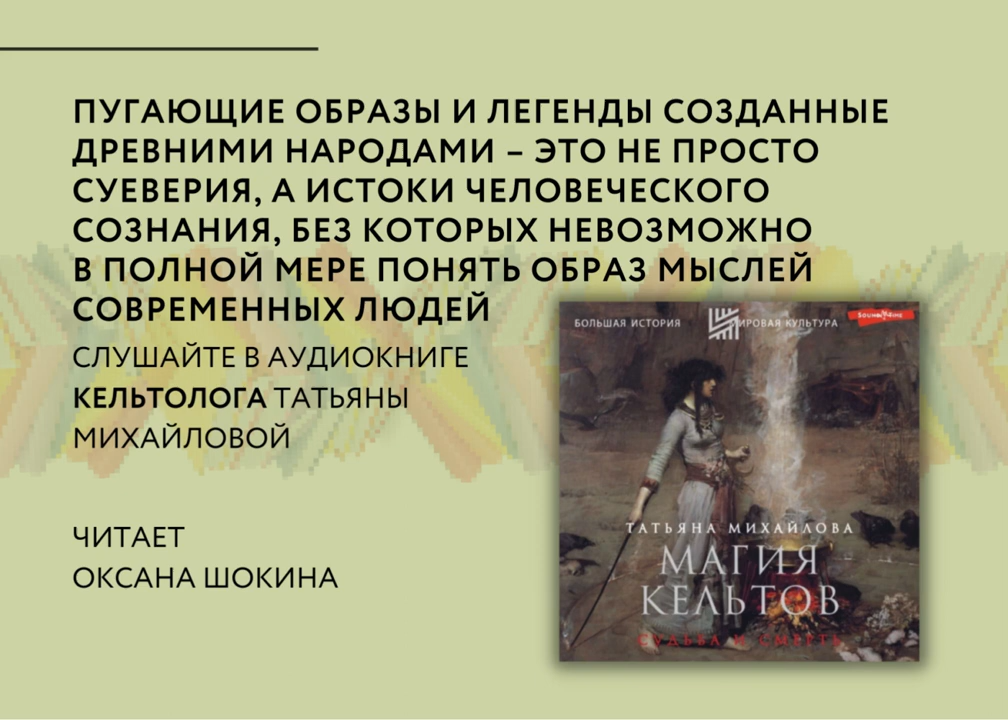 ПУГАЮЩИЕ ОБРАЗЫ И ЛЕГЕНДЫ СОЗДАННЫЕ
ДРЕВНИМИ НАРОДАМИ – ЭТО НЕ ПРОСТО
СУЕВЕРИЯ, А ИСТОКИ ЧЕЛОВЕЧЕСКОГО
СОЗНАНИЯ, БЕЗ КОТОРЫХ НЕВОЗМОЖНО
В ПОЛНОЙ МЕРЕ ПОНЯТЬ ОБРАЗ МЫСЛЕЙ
СОВРЕМЕННЫХ ЛЮДЕЙ
СЛУШАЙТЕ В АУДИОКНИГЕ
КЕЛЬТОЛОГА ТАТЬЯНЫ
МИХАЙЛОВОЙ
ЧИТАЕТ
ОКСАНА ШОКИНА
БОЛЬШАЯ ИСТОРИЯ
МИРОВАЯ КУЛЬТУРА
ТАТЬЯНА МИХАЙЛОВА
МАГИЯ
КЕЛЬТОВ
СУДЬБА И СМЕРТЬ